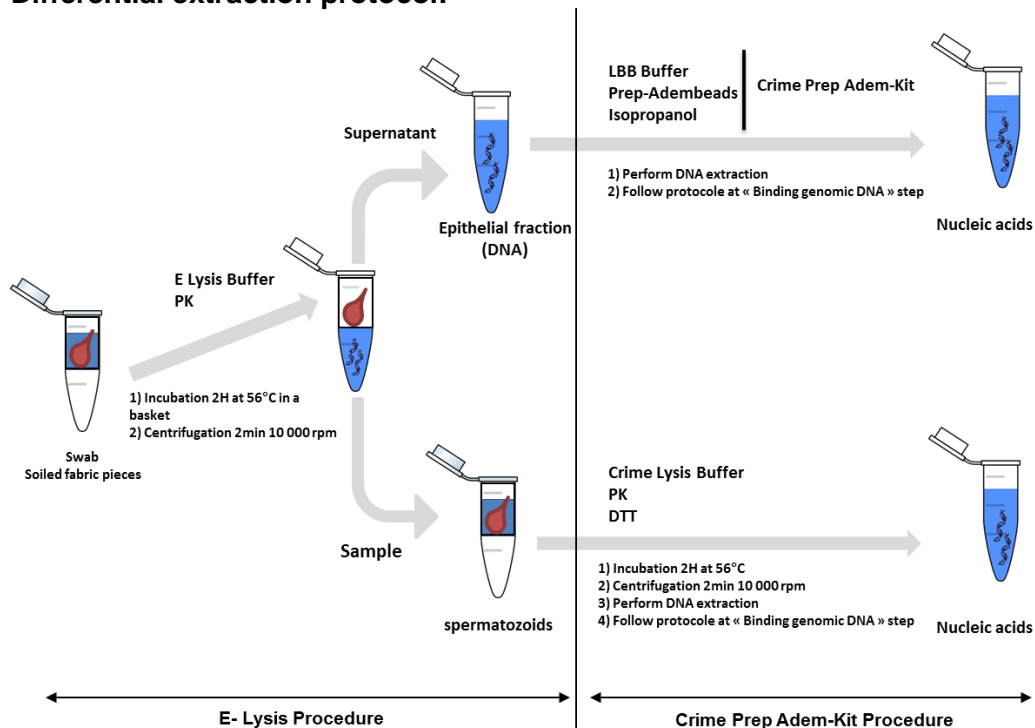 Differential extraction protocol:
LBB Buffer
Prep-Adembeads
Isopropanol
Crime Prep Adem-Kit
Supernatant
1) Perform DNA extraction
2) Follow protocole at « Binding genomic DNA » step
Epithelial fraction
(DNA)
Nucleic acids
E Lysis Buffer
PK
1) Incubation 2H at 56°C in a
basket
2) Centrifugation 2min 10 000 rpm
Swab
Soiled fabric pieces
Crime Lysis Buffer
PK
DTT
Sample
1) Incubation 2H at 56°C
2) Centrifugation 2min 10 000 rpm
3) Perform DNA extraction
4) Follow protocole at « Binding genomic DNA » step
spermatozoids
Nucleic acids
E- Lysis Procedure
Crime Prep Adem-Kit Procedure